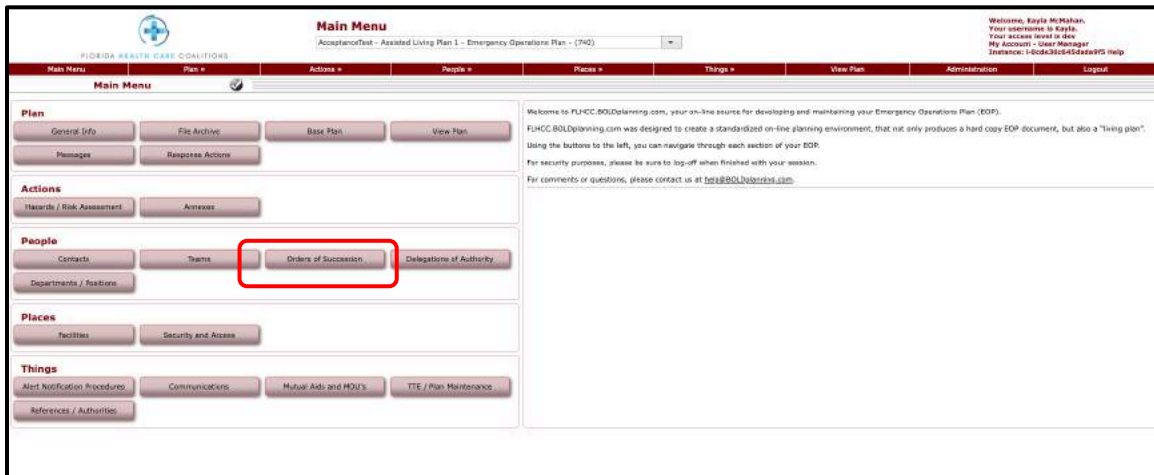 FLORIDA HEALTH CARE COALITIONS
Main Menu
AcceptanceTest - Assisted Living Plan 1 - Emergency Operations Plan - (740)
Welcome, Kayla McMahan.
Your username is Kayla.
Your access level is dev
My Account - User Manager
Instance: i-0cde36c645dada9f5 Help
Main Menu
Plan »
Actions »
People »
Places »
Things »
View Plan
Administration
Logout
Main Menu
Plan
General Info
File Archive
Base Plan
View Plan
Messages
Response Actions
Actions
Hazards / Risk Assessment
Annexes
People
Contacts
Teams
Orders of Succession
Delegations of Authority
Departments / Positions
Places
Facilities
Security and Access
Things
Alert Notification Procedures
Communications
Mutual Aids and MOU's
TTE / Plan Maintenance
References / Authorities
Welcome to FLHCC.BOLDplanning.com, your on-line source for developing and maintaining your Emergency Operations Plan (EOP).
FLHCC.BOLDplanning.com was designed to create a standardized on-line planning environment, that not only produces a hard copy EOP document, but also a "living plan".
Using the buttons to the left, you can navigate through each section of your EOP.
For security purposes, please be sure to log-off when finished with your session.
For comments or questions, please contact us at help@BOLDplanning.com.